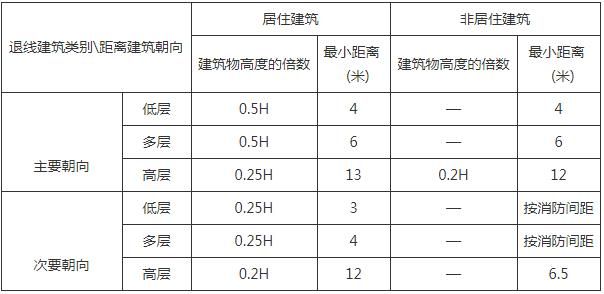 退线建筑类别\距离建筑朝向 居住建筑 非居住建筑
建筑物高度的倍数 最小距离(米) 建筑物高度的倍数 最小距离(米)
主要朝向 低层 0.5H 4 — 4
多层 0.5H 6 — 6
高层 0.25H 13 0.2H 12
次要朝向 低层 0.25H 3 — 按消防间距
多层 0.25H 4 — 按消防间距
高层 0.2H 12 — 6.5